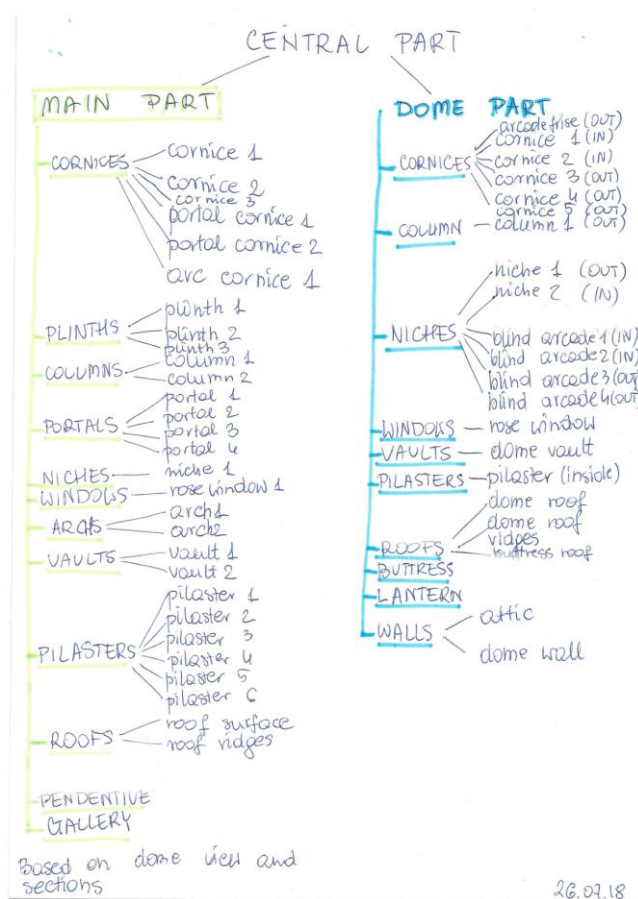 CENTRAL PART
MAIN PART
CORNICES
cornice 1
cornice 2
cornice 3
portal cornice 1
portal cornice 2
arc cornice 1
PLINTHS
plinth 1
plinth 2
plinth 3
COLUMNS
column 1
column 2
PORTALS
portal 1
portal 2
portal 3
portal 4
NICHES
niche 1
WINDOWS
rose window 1
ARCHS
arch1
arch2
VAULTS
vault 1
vault 2
PILASTERS
pilaster 1
pilaster 2
pilaster 3
pilaster 4
pilaster 5
pilaster 6
ROOFS
roof surface
roof ridges
PENDENTIVE
GALLERY
DOME PART
CORNICES
arcade frise (OUT)
cornice 1 (IN)
cornice 2 (IN)
cornice 3 (OUT)
cornice 4 (OUT)
cornice 5 (OUT)
COLUMN
column 1 (OUT)
NICHES
niche 1 (OUT)
niche 2 (IN)
blind arcade 1 (IN)
blind arcade 2 (IN)
blind arcade 3 (OUT)
blind arcade 4 (OUT)
WINDOWS
rose window
VAULTS
dome vault
PILASTERS
pilaster (inside)
ROOFS
dome roof
dome roof
ridges
buttress roof
BUTTRESS
LANTERN
WALLS
attic
dome wall
Based on dome view and
sections
26.07.18